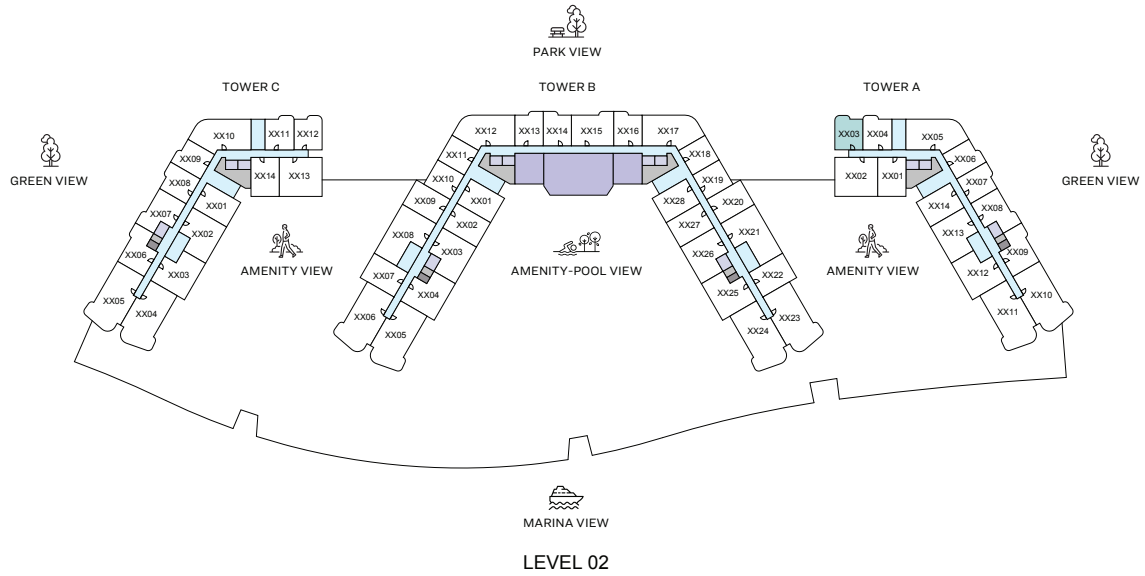 PARK VIEW
TOWER C
TOWER B
TOWER A
XX10
XX11
XX12
XX09
XX08
XX07
XX06
XX05
XX04
XX03
XX02
XX01
XX14
XX13
XX12
XX13
XX14
XX15
XX16
XX17
XX11
XX10
XX09
XX08
XX07
XX06
XX05
XX04
XX03
XX02
XX01
XX18
XX19
XX20
XX21
XX22
XX23
XX24
XX25
XX26
XX27
XX28
XX03
XX04
XX05
XX02
XX01
XX06
XX07
XX08
XX09
XX10
XX11
XX12
XX13
XX14
GREEN VIEW
AMENITY VIEW
AMENITY-POOL VIEW
AMENITY VIEW
GREEN VIEW
MARINA VIEW
LEVEL 02